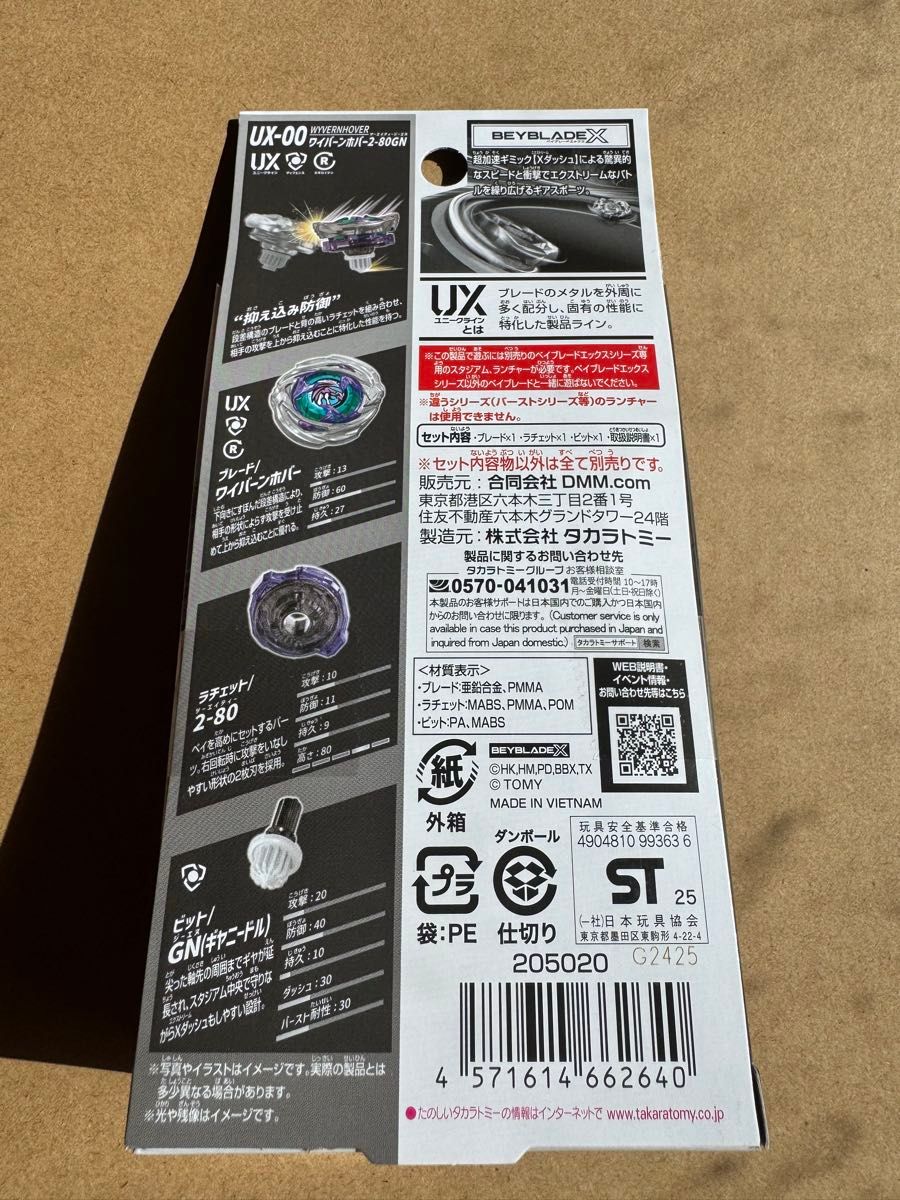 UX-00 WYVERNHOVER
ワイバーンホバー2-80GN
UX
ユニークライン
ディフェンス
ミギカイテン
“抑え込み防御”
段差構造のブレードと背の高いラチェットを組み合わせ、
相手の攻撃を上から抑え込むことに特化した性能を持つ。
UX
ブレード/
ワイバーンホバー
下向きにすぼんだ段差構造により、
相手の形状によらず攻撃を受け止
めて上から抑え込むことに優れる。
攻撃:13
防御:60
持久:27
ラチェット/
2-80
ベイを高めにセットするパー
ツ。右回転時に攻撃をいなし
やすい形状の2枚刃を採用。
攻撃:10
防御:11
持久:9
高さ:80
ビット/
GN(ギヤニードル)
尖った軸先の周囲までギヤが延
長され、スタジアム中央で守りな
がらXダッシュもしやすい設計。
攻撃:20
防御:40
持久:10
ダッシュ:30
バースト耐性:30
※写真やイラストはイメージです。実際の製品とは
多少異なる場合があります。
※光や残像はイメージです。
BEYBLADE X
ベイブレードエックス
超加速ギミック【Xダッシュ】による驚異的
なスピードと衝撃でエクストリームなバト
ルを繰り広げるギアスポーツ。
UX
ユニークライン
とは
ブレードのメタルを外周に
多く配分し、固有の性能に
特化した製品ライン。
※この製品で遊ぶには別売りのベイブレードエックスシリーズ専
用のスタジアム、ランチャーが必要です。ベイブレードエックス
シリーズ以外のベイブレードと一緒に遊ばないでください。
※違うシリーズ(バーストシリーズ等)のランチャー
は使用できません。
セット内容・ブレード×1・ラチェット×1・ビット×1・取扱説明書×1
※セット内容物以外は全て別売りです。
販売元:合同会社 DMM.com
東京都港区六本木三丁目2番1号
住友不動産六本木グランドタワー24階
製造元:株式会社 タカラトミー
製品に関するお問い合わせ先
タカラトミーグループ お客様相談室
0570-041031 電話受付時間 10〜17時
月〜金曜日(土・日・祝日除く)
本製品のお客様サポートは日本国内でのご購入かつ日本国内
からのお問い合わせに限ります。(Customer service is only
available in case this product purchased in Japan and
inquired from Japan domestic.) タカラトミーサポート 検索
<材質表示>
・ブレード:亜鉛合金、PMMA
・ラチェット:MABS、PMMA、POM
・ビット:PA、MABS
WEB説明書・
イベント情報・
お問い合わせ先等はこちら
紙
外箱
BEYBLADE X
©HK,HM,PD,BBX,TX
© TOMY
MADE IN VIETNAM
プラ
袋:PE
ダンボール
仕切り
玩具安全基準合格
4904810 99363 6
ST 25
(一社)日本玩具協会
東京都墨田区東駒形 4-22-4
205020 G2425
4 571614 662640
●たのしいタカラトミーの情報はインターネットで www.takaratomy.co.jp